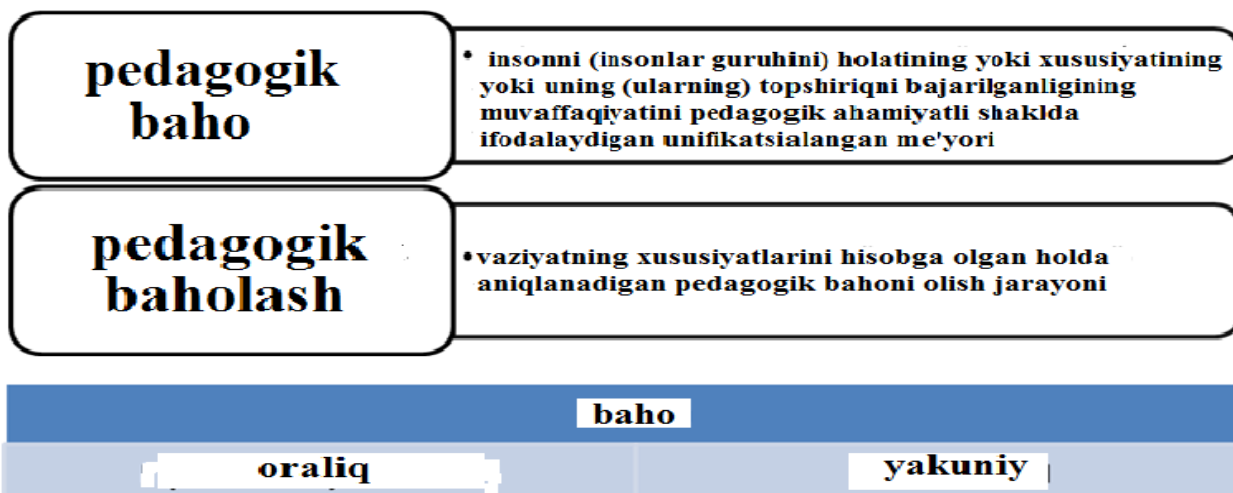 pedagogik
baho
• insonni (insonlar guruhini) holatining yoki xususiyatining
yoki uning (ularning) topshiriqni bajarilganligining
muvaffaqiyatini pedagogik ahamiyatli shaklda
ifodalaydigan unifikatsialangan me'yori
pedagogik
baholash
• vaziyatning xususiyatlarini hisobga olgan holda
aniqlanadigan pedagogik bahoni olish jarayoni
baho
oraliq
yakuniy